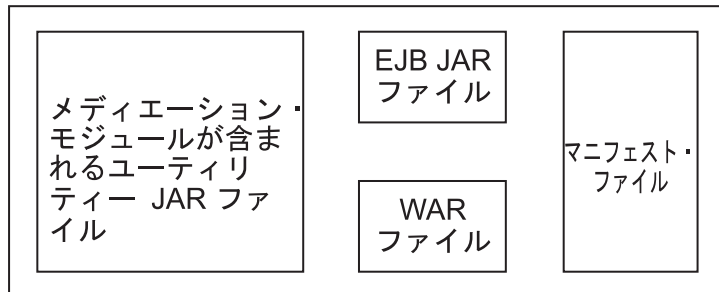 メディエーション・
モジュールが含ま
れるユーティリ
ティー JAR ファ
イル
EJB JAR
ファイル
WAR
ファイル
マニフェスト・
ファイル